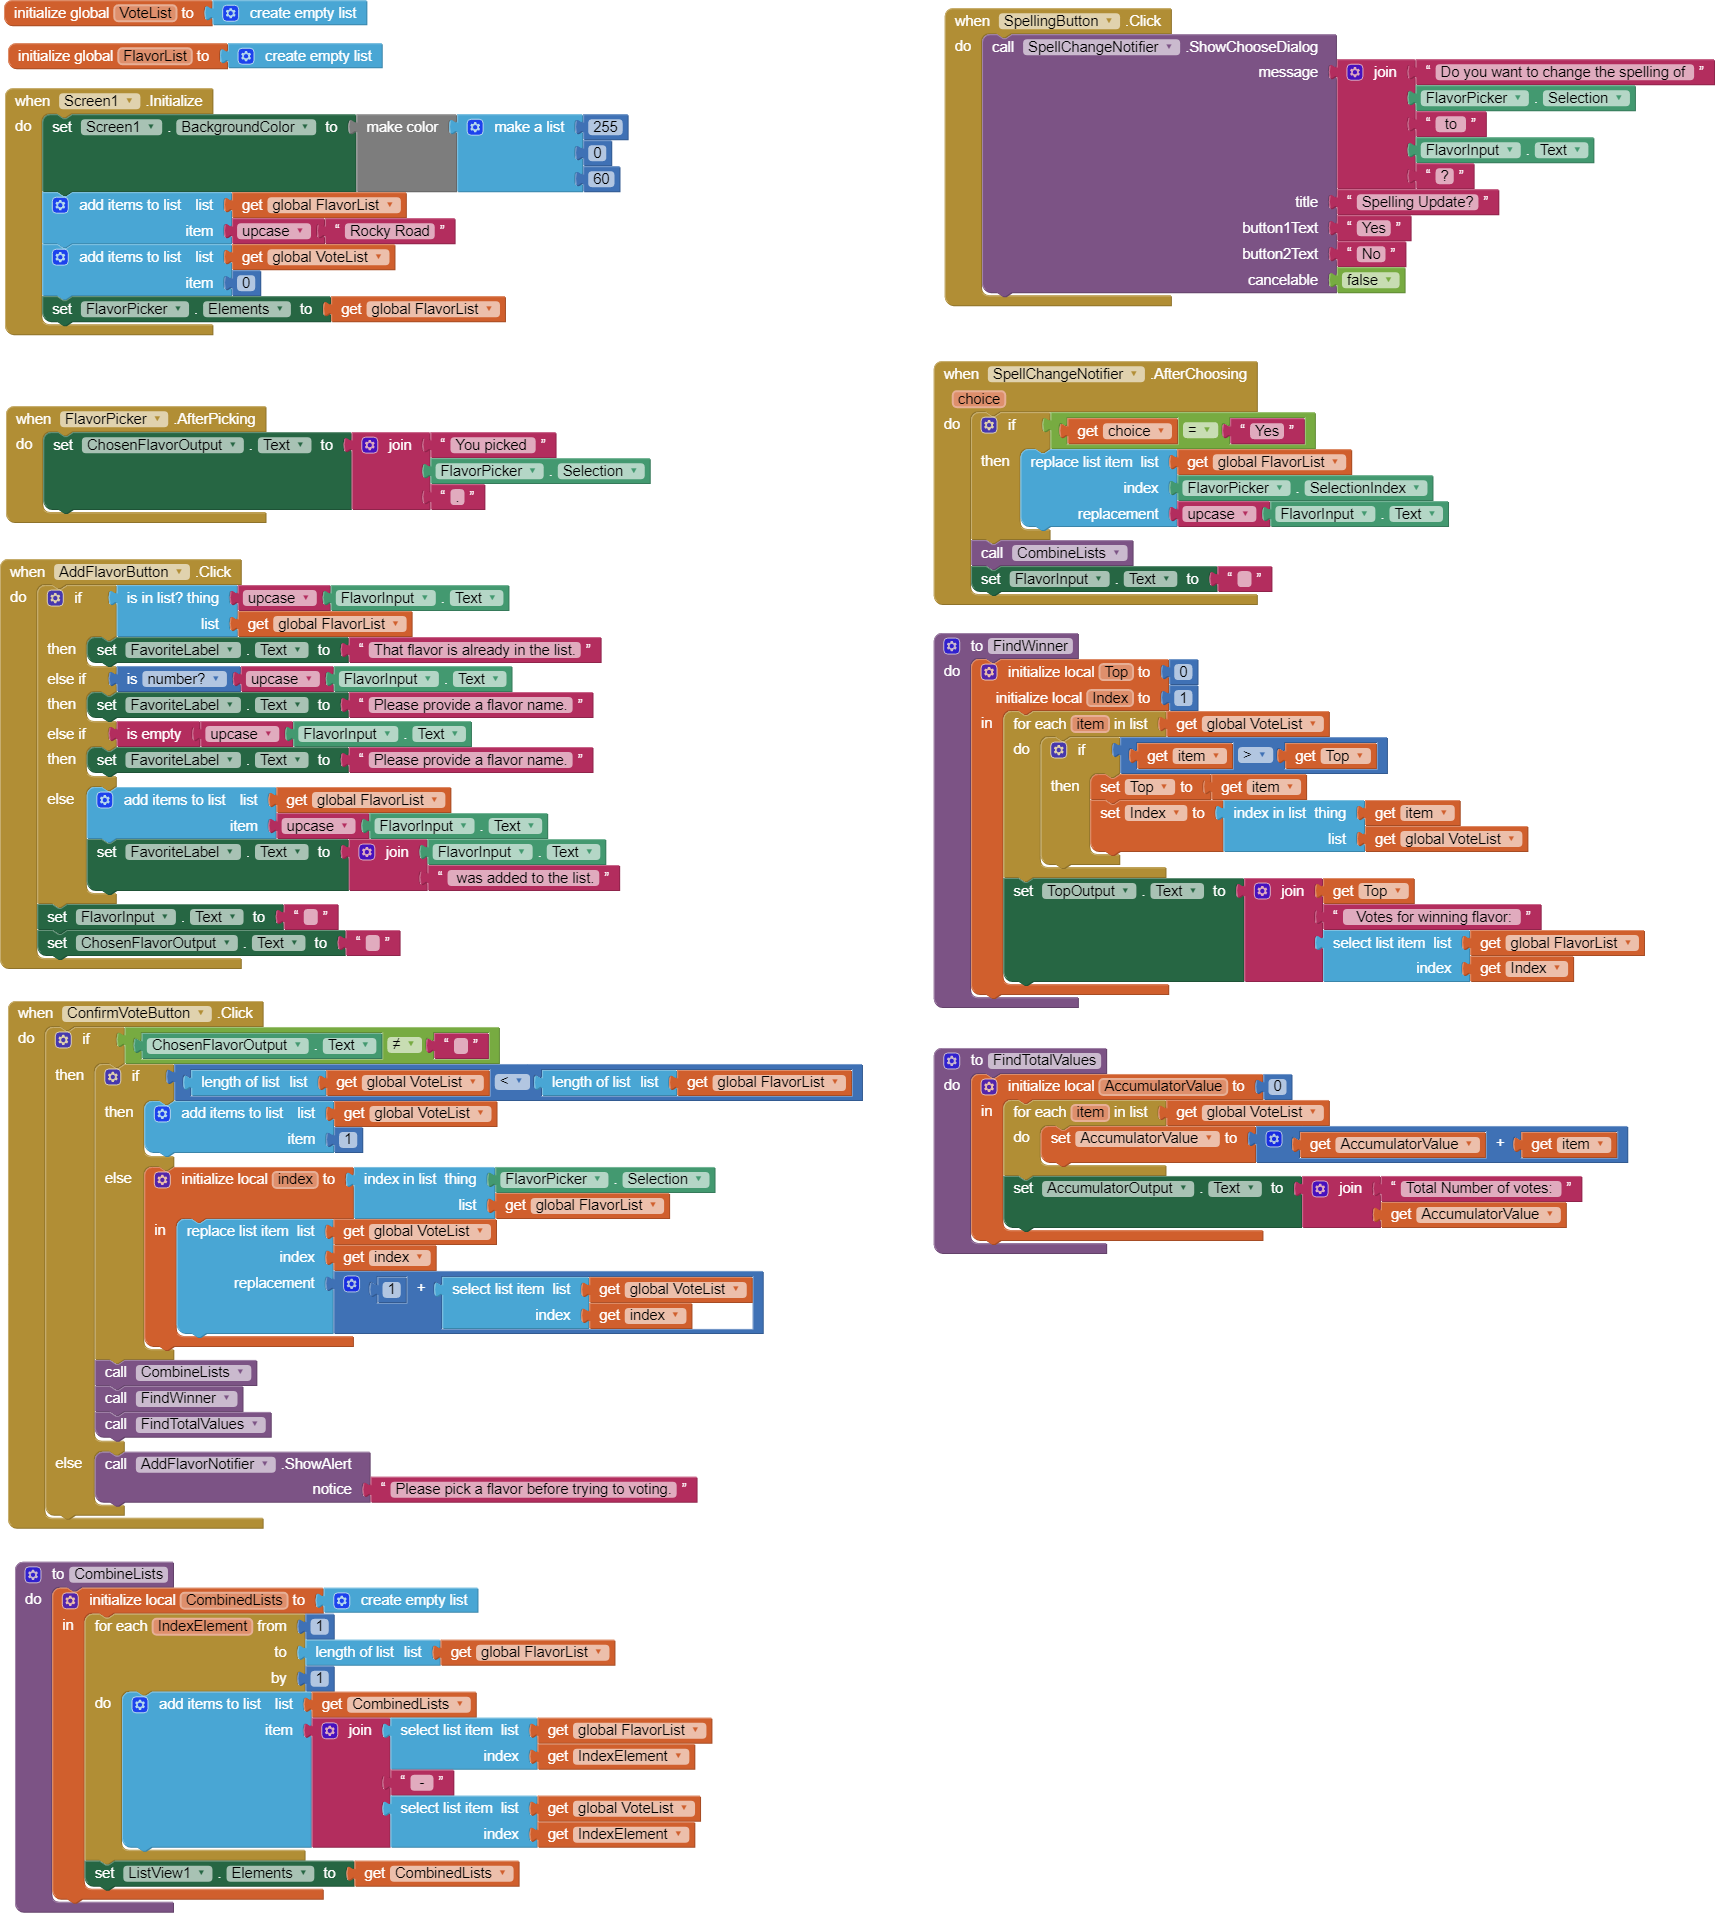 initialize global VoteList to create empty list
initialize global FlavorList to create empty list
when Screen1 .Initialize
do set Screen1 . BackgroundColor to make color make a list 255
0
60
add items to list list get global FlavorList
item upcase " Rocky Road "
add items to list list get global VoteList
item 0
set FlavorPicker . Elements to get global FlavorList
when FlavorPicker .AfterPicking
do set ChosenFlavorOutput . Text to join " You picked "
FlavorPicker . Selection
" . "
when AddFlavorButton .Click
do if is in list? thing upcase FlavorInput . Text
list get global FlavorList
then set FavoriteLabel . Text to " That flavor is already in the list. "
else if is number? upcase FlavorInput . Text
then set FavoriteLabel . Text to " Please provide a flavor name. "
else if is empty upcase FlavorInput . Text
then set FavoriteLabel . Text to " Please provide a flavor name. "
else add items to list list get global FlavorList
item upcase FlavorInput . Text
set FavoriteLabel . Text to join FlavorInput . Text
" was added to the list. "
set FlavorInput . Text to " "
set ChosenFlavorOutput . Text to " "
when ConfirmVoteButton .Click
do if ChosenFlavorOutput . Text ≠ " "
then if length of list list get global VoteList < length of list list get global FlavorList
then add items to list list get global VoteList
item 1
else initialize local index to index in list thing FlavorPicker . Selection
list get global FlavorList
in replace list item list get global VoteList
index get index
replacement 1 + select list item list get global VoteList
index get index
call CombineLists
call FindWinner
call FindTotalValues
else call AddFlavorNotifier .ShowAlert
notice " Please pick a flavor before trying to voting. "
to CombineLists
do initialize local CombinedLists to create empty list
in for each IndexElement from 1
to length of list list get global FlavorList
by 1
do add items to list list get CombinedLists
item join select list item list get global FlavorList
index get IndexElement
" - "
select list item list get global VoteList
index get IndexElement
set ListView1 . Elements to get CombinedLists
when SpellingButton .Click
do call SpellChangeNotifier .ShowChooseDialog
message join " Do you want to change the spelling of "
FlavorPicker . Selection
" to "
FlavorInput . Text
" ? "
title " Spelling Update? "
button1Text " Yes "
button2Text " No "
cancelable false
when SpellChangeNotifier .AfterChoosing
choice
do if get choice = " Yes "
then replace list item list get global FlavorList
index FlavorPicker . SelectionIndex
replacement upcase FlavorInput . Text
call CombineLists
set FlavorInput . Text to " "
to FindWinner
do initialize local Top to 0
initialize local Index to 1
in for each item in list get global VoteList
do if get item > get Top
then set Top to get item
set Index to index in list thing get item
list get global VoteList
set TopOutput . Text to join get Top
" Votes for winning flavor: "
select list item list get global FlavorList
index get Index
to FindTotalValues
do initialize local AccumulatorValue to 0
in for each item in list get global VoteList
do set AccumulatorValue to get AccumulatorValue + get item
set AccumulatorOutput . Text to join " Total Number of votes: "
get AccumulatorValue